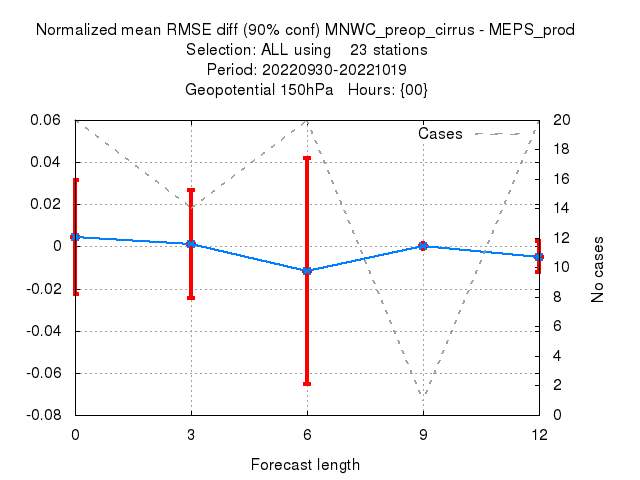 Normalized mean RMSE diff (90% conf) MNWC_preop_cirrus - MEPS_prod
Selection: ALL using    23 stations
Period: 20220930-20221019
Geopotential 150hPa   Hours: {00}
Cases
0.06
0.04
0.02
0
-0.02
-0.04
-0.06
-0.08
20
18
16
14
12
10
8
6
4
2
0
No cases
0 3 6 9 12
Forecast length